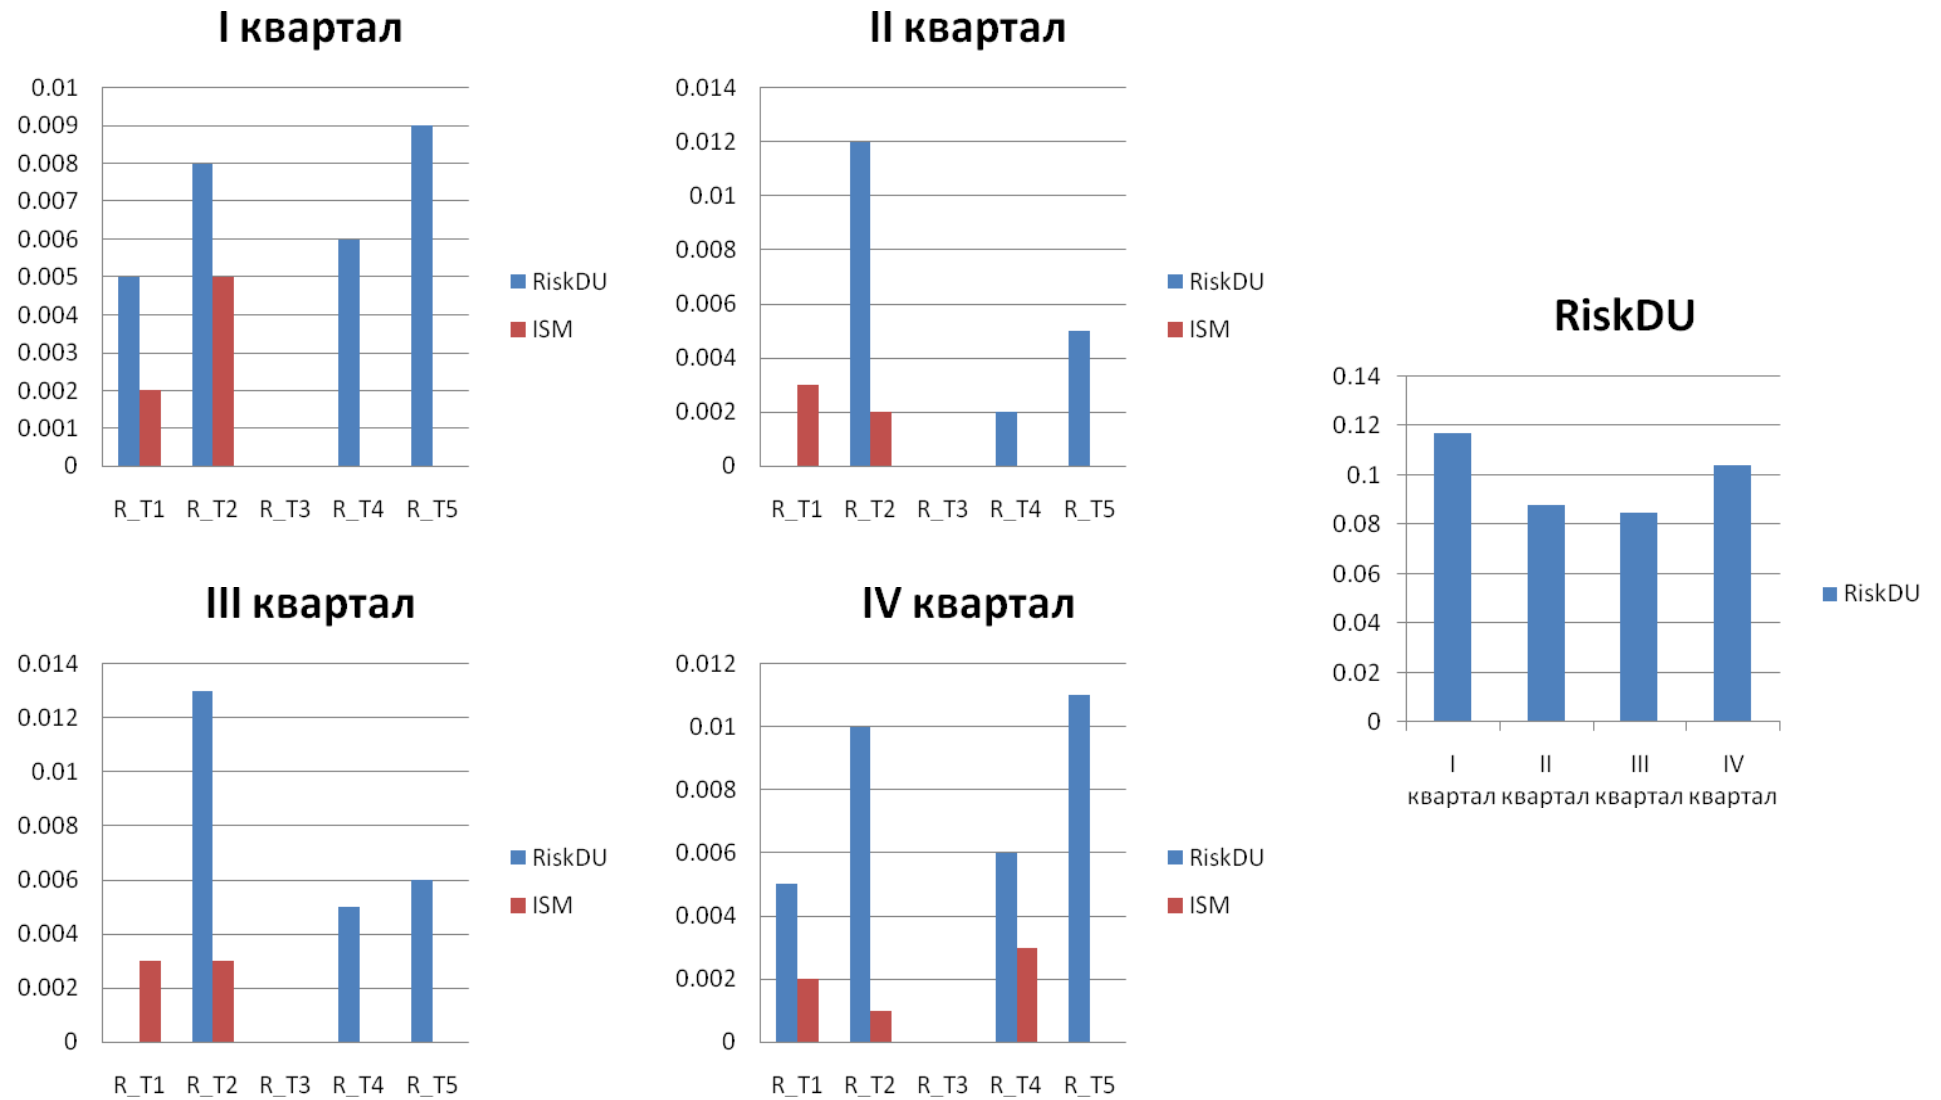 I квартал
0.01
0.009
0.008
0.007
0.006
0.005
0.004
0.003
0.002
0.001
0
R_T1 R_T2 R_T3 R_T4 R_T5
RiskDU
ISM
II квартал
0.014
0.012
0.01
0.008
0.006
0.004
0.002
0
R_T1 R_T2 R_T3 R_T4 R_T5
RiskDU
ISM
III квартал
0.014
0.012
0.01
0.008
0.006
0.004
0.002
0
R_T1 R_T2 R_T3 R_T4 R_T5
RiskDU
ISM
IV квартал
0.012
0.01
0.008
0.006
0.004
0.002
0
R_T1 R_T2 R_T3 R_T4 R_T5
RiskDU
ISM
RiskDU
0.14
0.12
0.1
0.08
0.06
0.04
0.02
0
I II III IV
квартал квартал квартал квартал
RiskDU